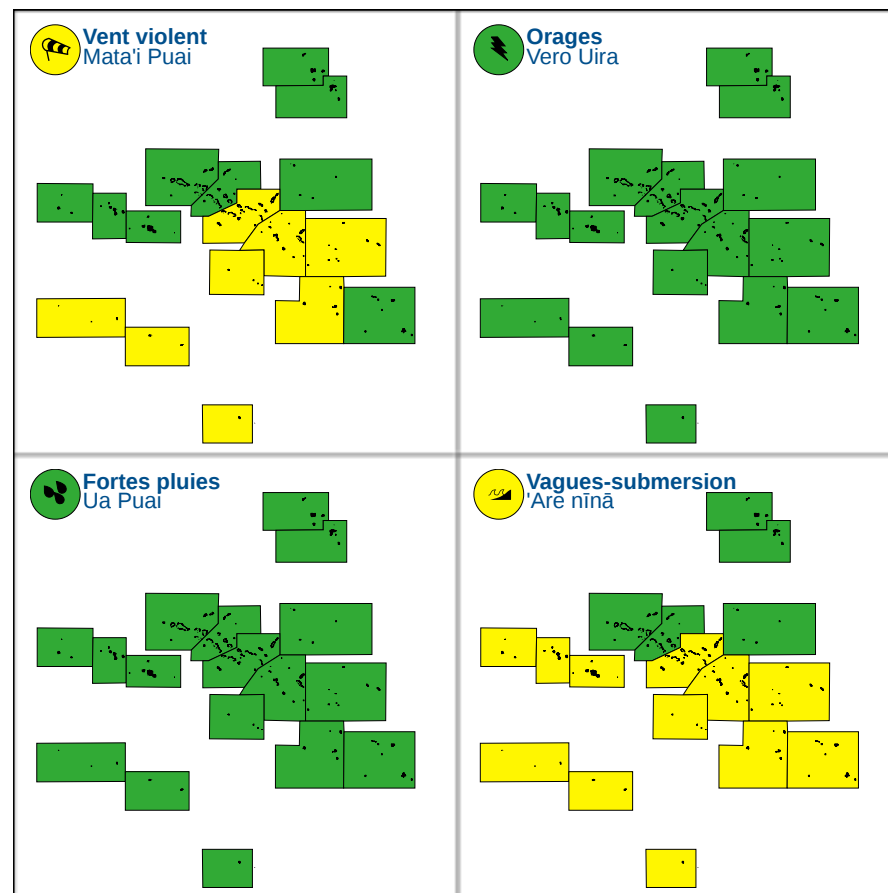 Vent violent
Mata'i Puai
Orages
Vero Uira
Fortes pluies
Ua Puai
Vagues-submersion
'Are nīnā